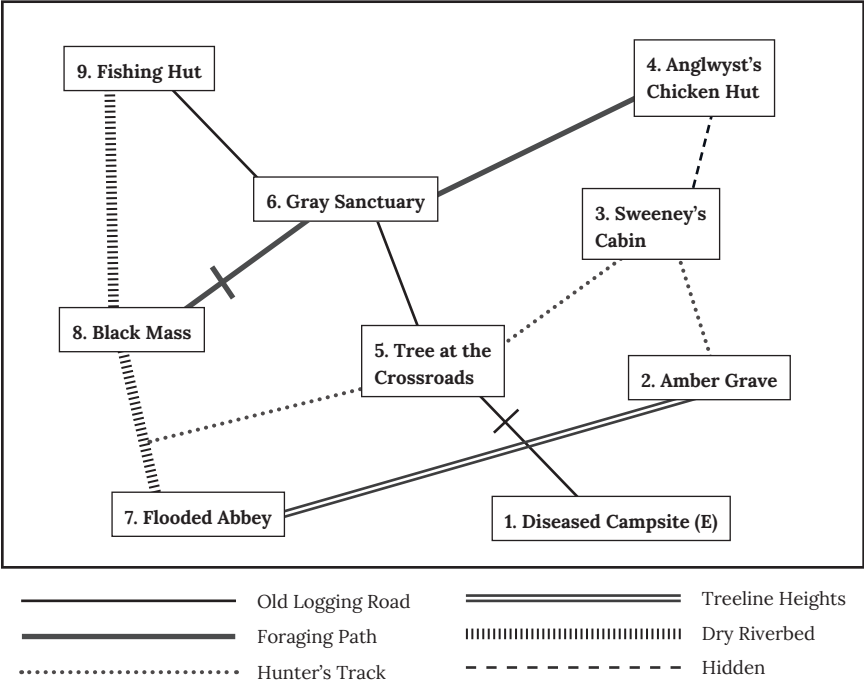 9. Fishing Hut
4. Anglwyst’s
Chicken Hut
6. Gray Sanctuary
3. Sweeney’s
Cabin
8. Black Mass
5. Tree at the
Crossroads
2. Amber Grave
7. Flooded Abbey
1. Diseased Campsite (E)
Old Logging Road
Foraging Path
Hunter’s Track
Treeline Heights
Dry Riverbed
Hidden